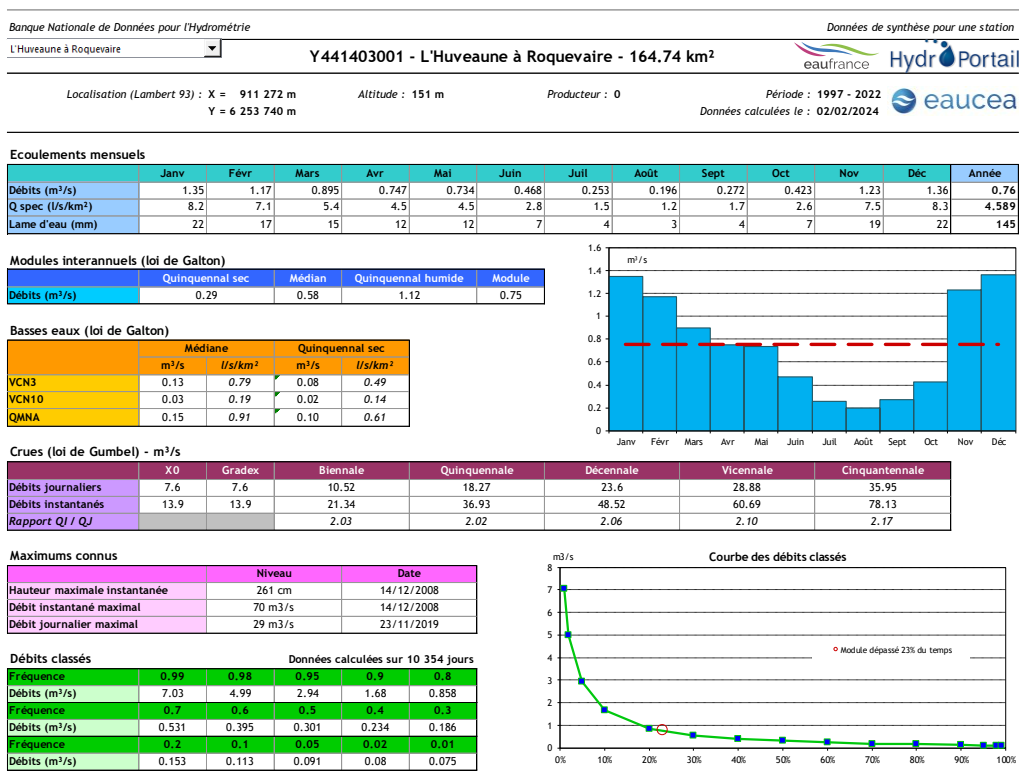 Banque Nationale de Données pour l'Hydrométrie
Données de synthèse pour une station
L'Huveaune à Roquevaire
Y441403001 - L'Huveaune à Roquevaire - 164.74 km²
eaufrance
HydroPortail
Localisation (Lambert 93) : X = 911 272 m
Altitude : 151 m
Producteur : 0
Période : 1997 - 2022
Y = 6 253 740 m
Données calculées le : 02/02/2024
eaucea
Ecoulements mensuels
Janv Févr Mars Avr Mai Juin Juil Août Sept Oct Nov Déc Année
Débits (m³/s) 1.35 1.17 0.895 0.747 0.734 0.468 0.253 0.196 0.272 0.423 1.23 1.36 0.76
Q spec (l/s/km²) 8.2 7.1 5.4 4.5 4.5 2.8 1.5 1.2 1.7 2.6 7.5 8.3 4.589
Lame d'eau (mm) 22 17 15 12 12 7 4 3 4 7 19 22 145
Modules interannuels (loi de Galton)
Quinquennal sec Médian Quinquennal humide Module
Débits (m³/s) 0.29 0.58 1.12 0.75
Basses eaux (loi de Galton)
Médiane Quinquennal sec
m³/s l/s/km² m³/s l/s/km²
VCN3 0.13 0.79 0.08 0.49
VCN10 0.03 0.19 0.02 0.14
QMNA 0.15 0.91 0.10 0.61
m³/s
1.6
1.4
1.2
1
0.8
0.6
0.4
0.2
0
Janv Févr Mars Avr Mai Juin Juil Août Sept Oct Nov Déc
Crues (loi de Gumbel) - m³/s
X0 Gradex Biennale Quinquennale Décennale Vicennale Cinquantennale
Débits journaliers 7.6 7.6 10.52 18.27 23.6 28.88 35.95
Débits instantanés 13.9 13.9 21.34 36.93 48.52 60.69 78.13
Rapport QI / QJ 2.03 2.02 2.06 2.10 2.17
Maximums connus
Niveau Date
Hauteur maximale instantanée 261 cm 14/12/2008
Débit instantané maximal 70 m3/s 14/12/2008
Débit journalier maximal 29 m3/s 23/11/2019
Débits classés Données calculées sur 10 354 jours
Fréquence 0.99 0.98 0.95 0.9 0.8
Débits (m³/s) 7.03 4.99 2.94 1.68 0.858
Fréquence 0.7 0.6 0.5 0.4 0.3
Débits (m³/s) 0.531 0.395 0.301 0.234 0.186
Fréquence 0.2 0.1 0.05 0.02 0.01
Débits (m³/s) 0.153 0.113 0.091 0.08 0.075
m3/s
Courbe des débits classés
8
7
6
5
4
3
2
1
0
Module dépassé 23% du temps
0% 10% 20% 30% 40% 50% 60% 70% 80% 90% 100%